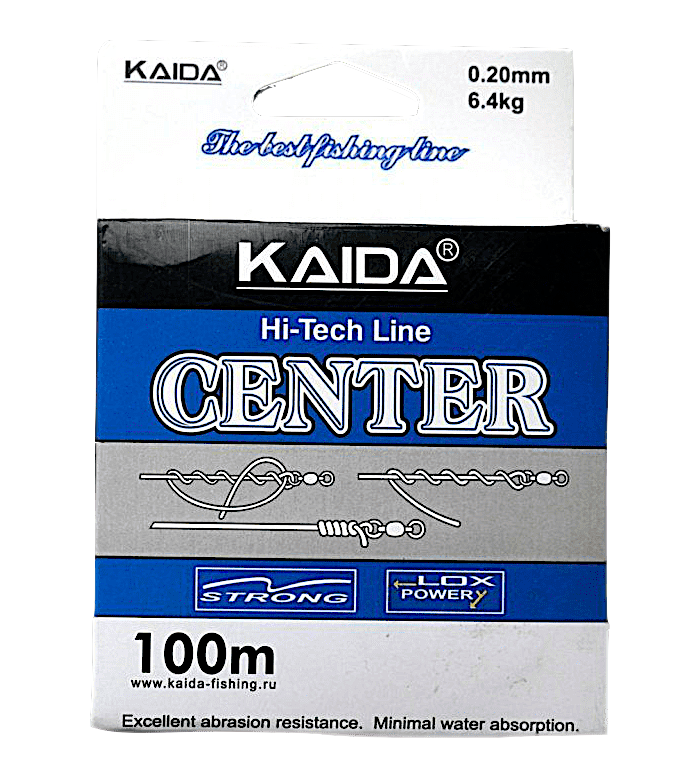 KAIDA®
0.20mm
6.4kg
The best fishing line
KAIDA®
Hi-Tech Line
CENTER
STRONG
LOX
POWER
100m
www.kaida-fishing.ru
Excellent abrasion resistance. Minimal water absorption.